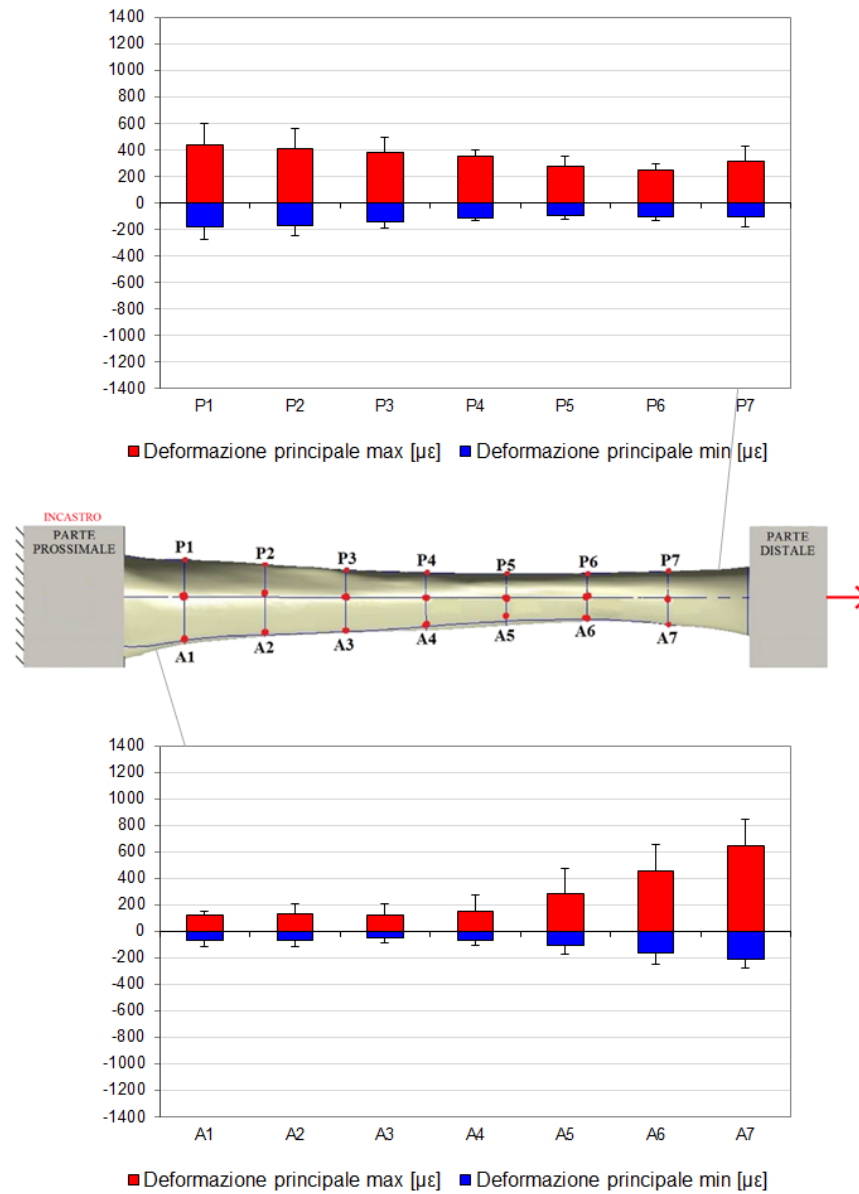 1400
1200
1000
800
600
400
200
0
-200
-400
-600
-800
-1000
-1200
-1400
P1 P2 P3 P4 P5 P6 P7
Deformazione principale max [με] Deformazione principale min [με]
INCASTRO
PARTE
PROSSIMALE
P1 P2 P3 P4 P5 P6 P7
A1 A2 A3 A4 A5 A6 A7
PARTE
DISTALE
1400
1200
1000
800
600
400
200
0
-200
-400
-600
-800
-1000
-1200
-1400
A1 A2 A3 A4 A5 A6 A7
Deformazione principale max [με] Deformazione principale min [με]